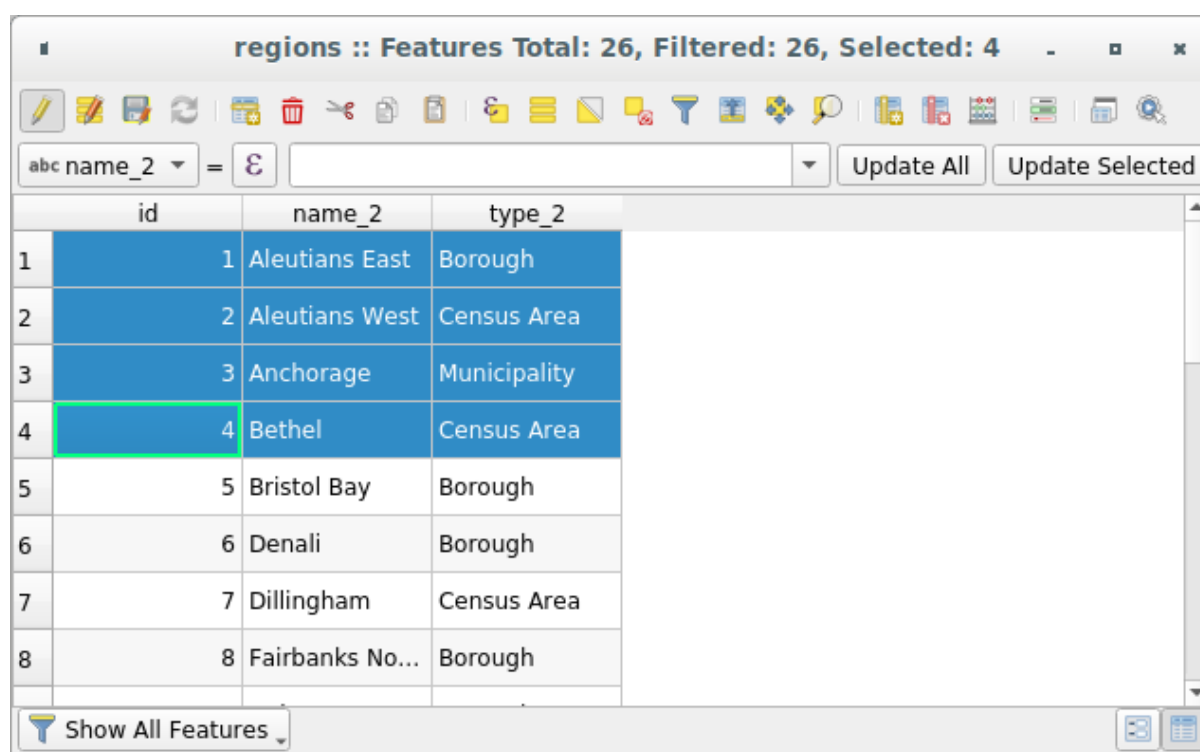 regions :: Features Total: 26, Filtered: 26, Selected: 4
abc name_2 = ε Update All Update Selected
id name_2 type_2
1 1 Aleutians East Borough
2 2 Aleutians West Census Area
3 3 Anchorage Municipality
4 4 Bethel Census Area
5 5 Bristol Bay Borough
6 6 Denali Borough
7 7 Dillingham Census Area
8 8 Fairbanks No... Borough
Show All Features